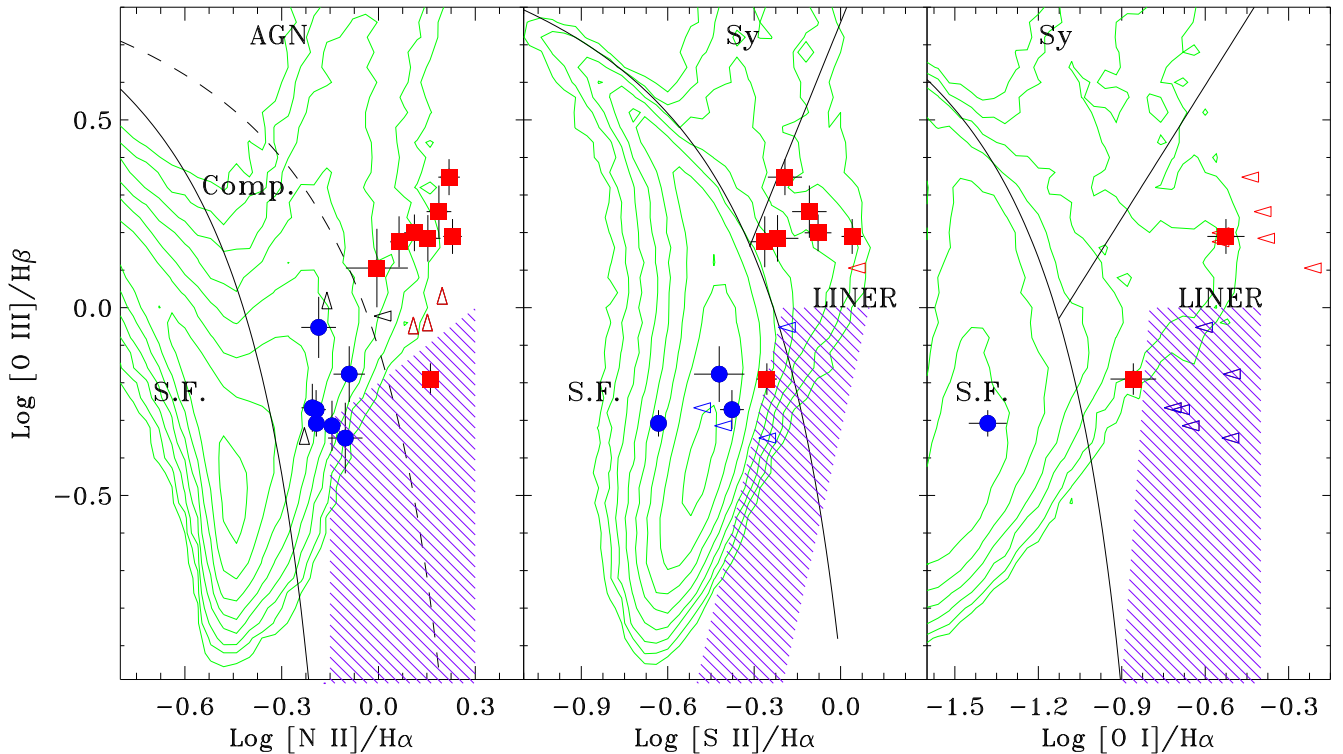 AGN
Sy
Sy
Comp.
S.F.
S.F.
S.F.
LINER
LINER
0.5
0.0
−0.5
Log [O III]/Hβ
−0.6 −0.3 0.0 0.3
−0.9 −0.6 −0.3 0.0
−1.5 −1.2 −0.9 −0.6 −0.3
Log [N II]/Hα
Log [S II]/Hα
Log [O I]/Hα